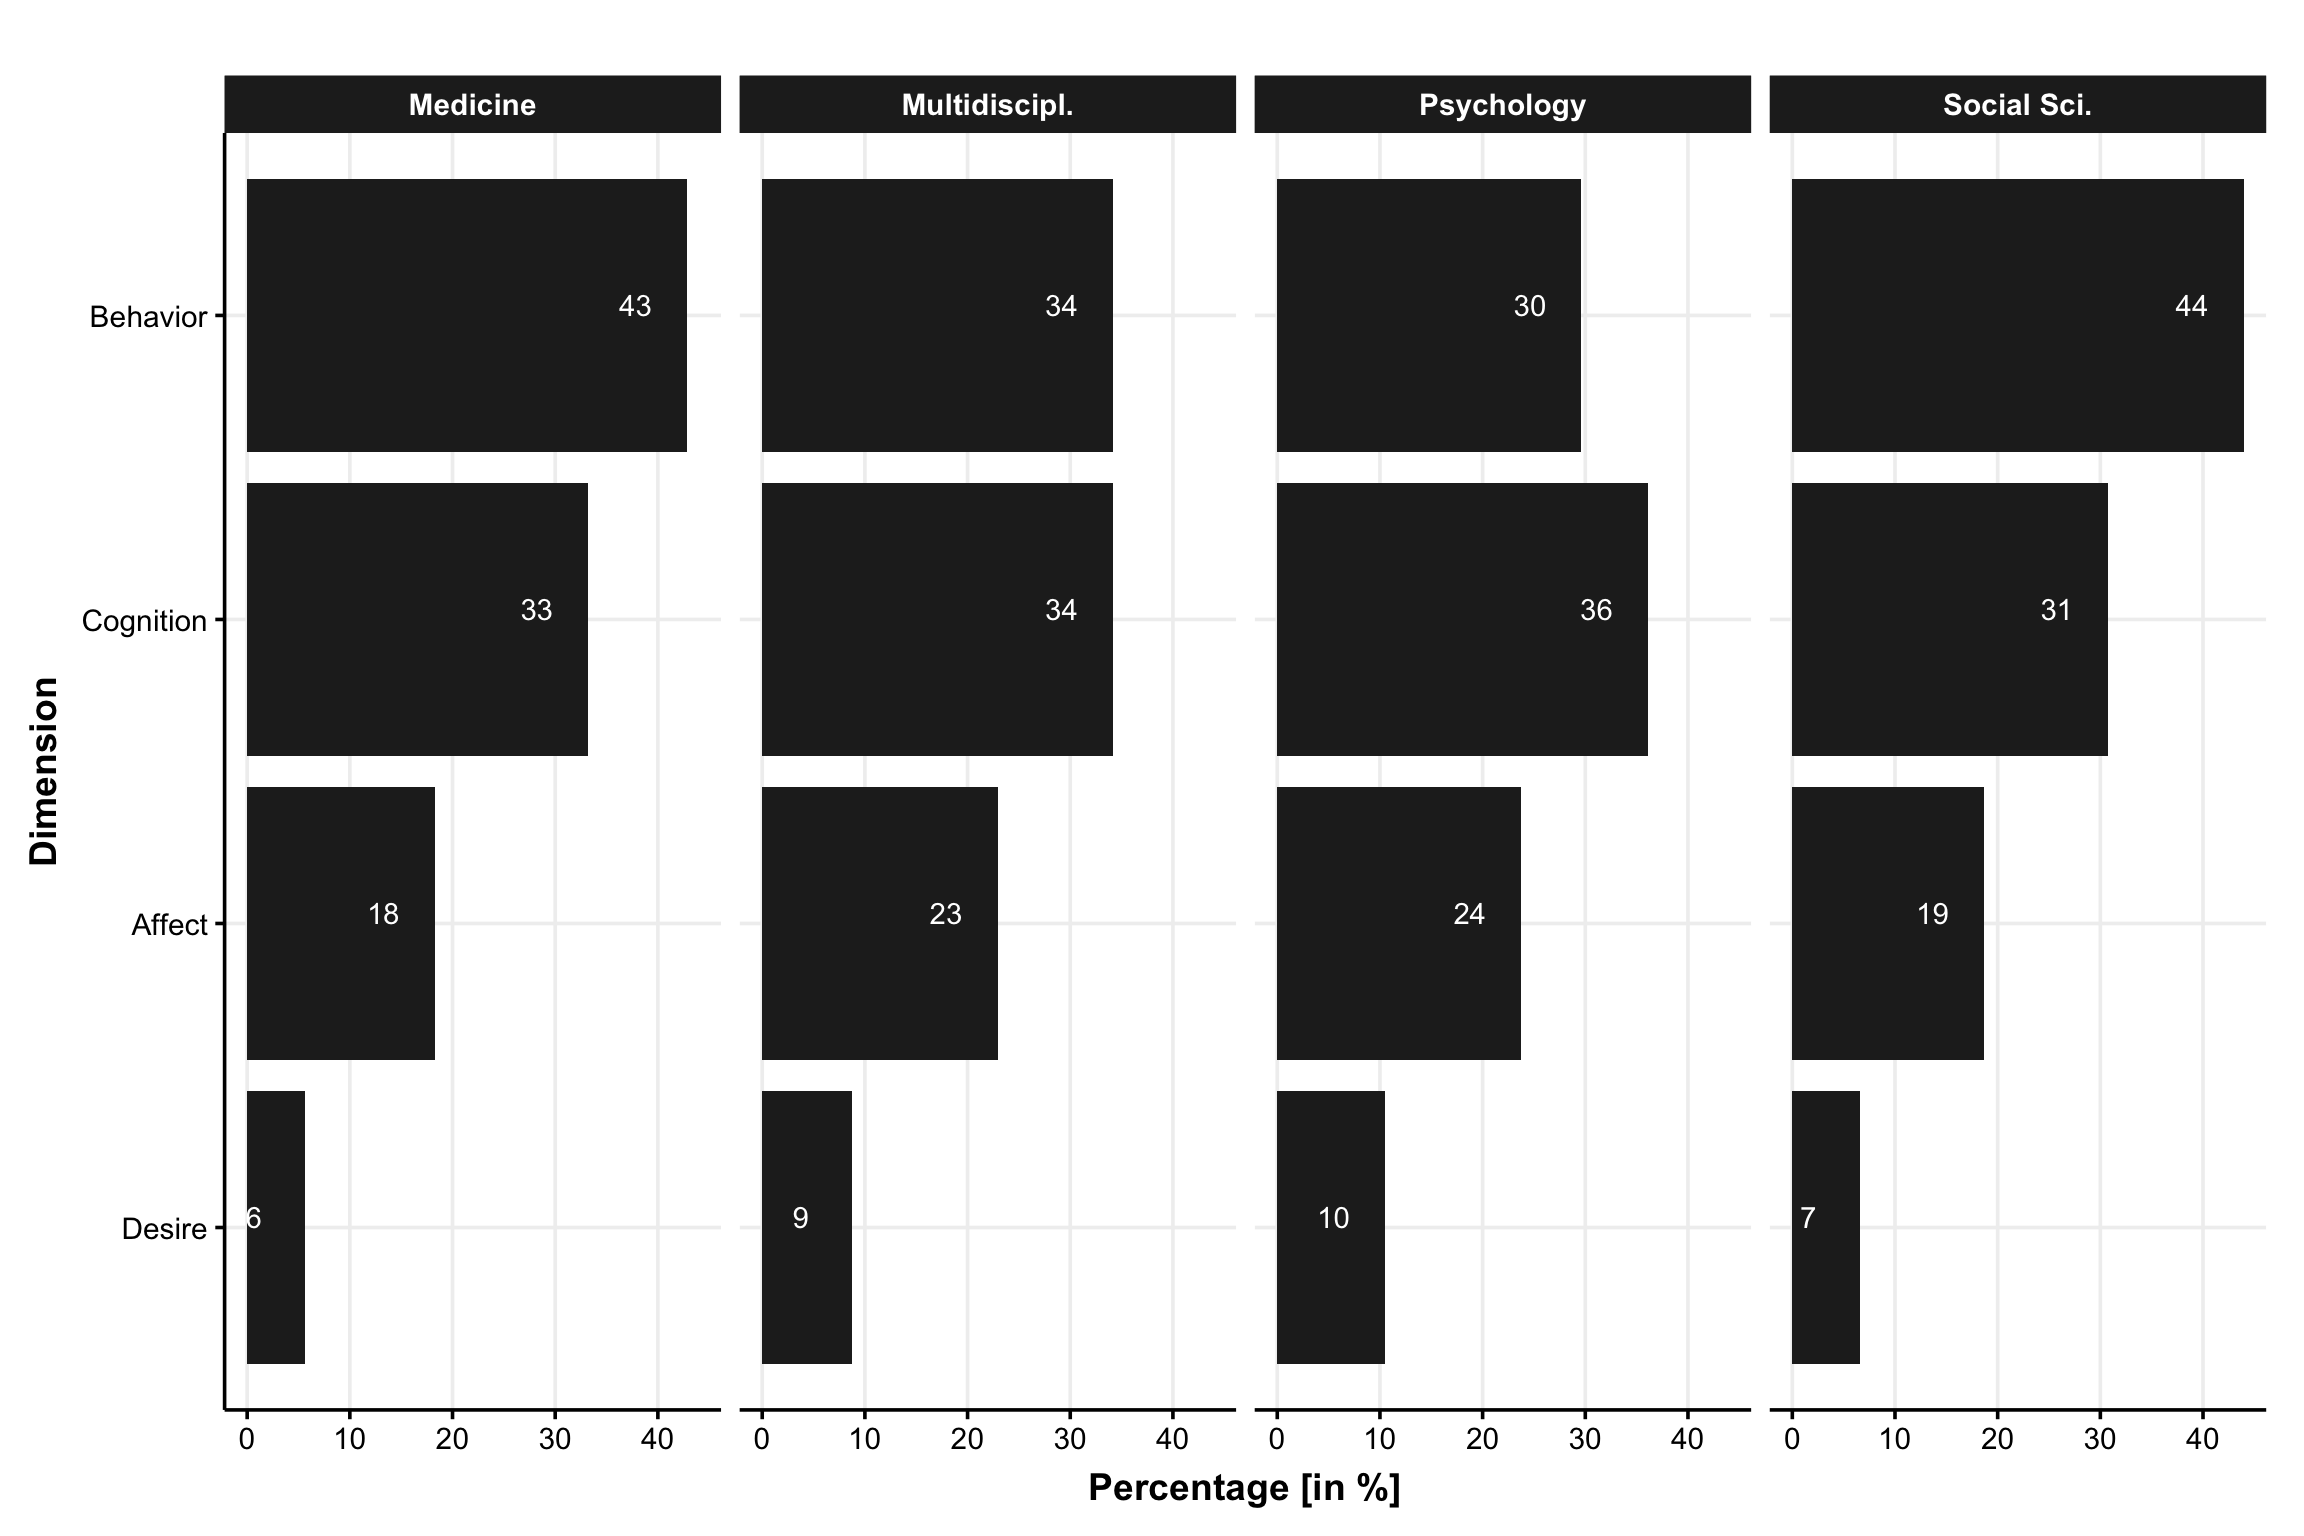 Medicine Multidiscipl. Psychology Social Sci.
Behavior 43 34 30 44
Cognition 33 34 36 31
Dimension
Affect 18 23 24 19
Desire 6 9 10 7
0 10 20 30 40 0 10 20 30 40 0 10 20 30 40 0 10 20 30 40
Percentage [in %]